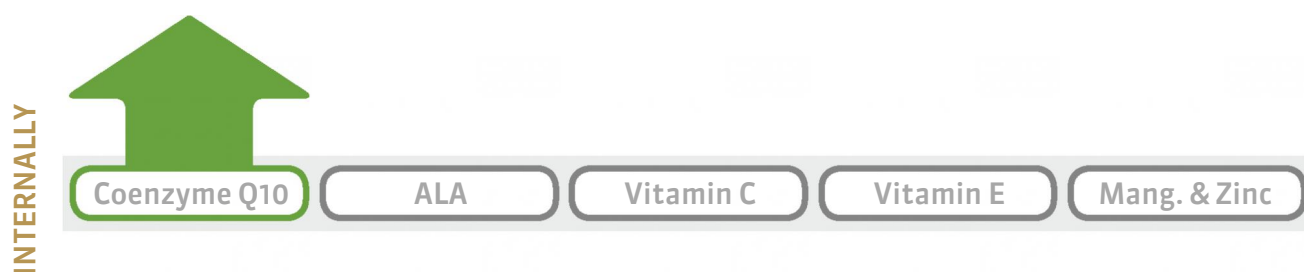 INTERNALLY
Coenzyme Q10
ALA
Vitamin C
Vitamin E
Mang. & Zinc